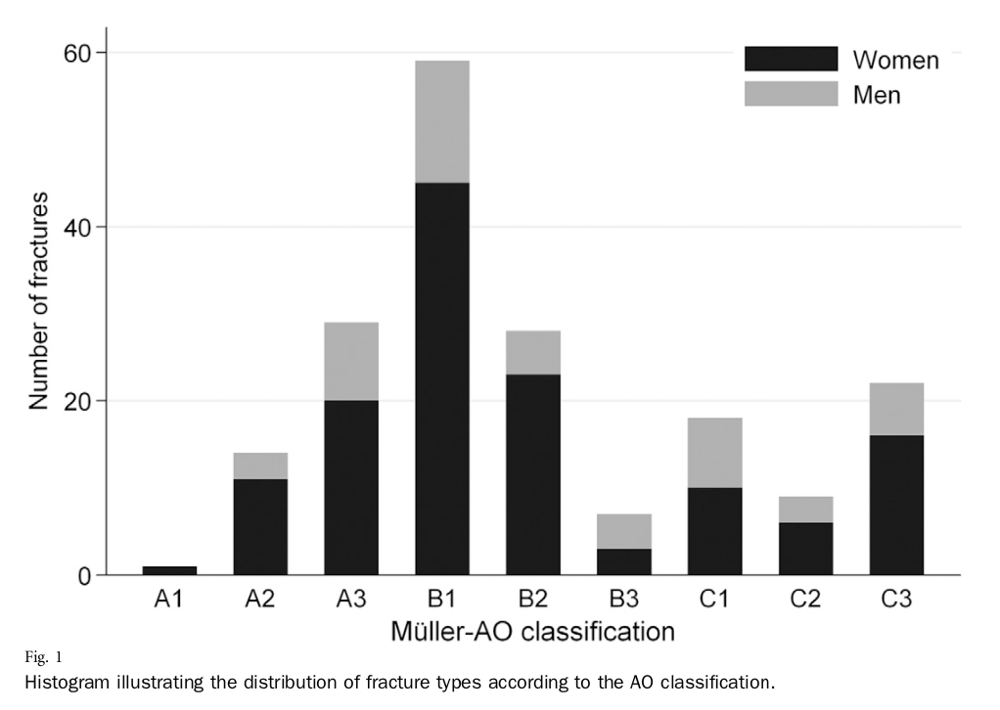 60
Women
Men
40
Number of fractures
20
0
A1 A2 A3 B1 B2 B3 C1 C2 C3
Müller-AO classification
Fig. 1
Histogram illustrating the distribution of fracture types according to the AO classification.